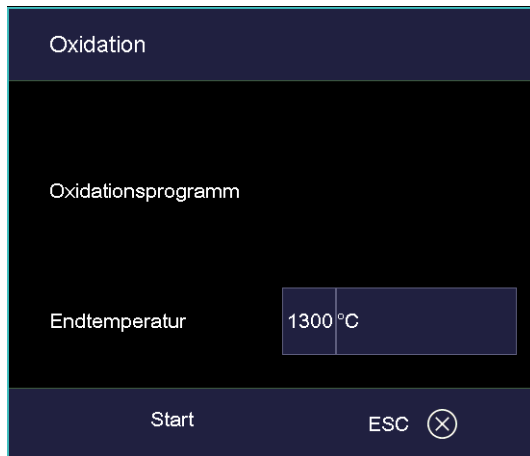 Oxidation
Oxidationsprogramm
Endtemperatur 1300 °C
Start ESC